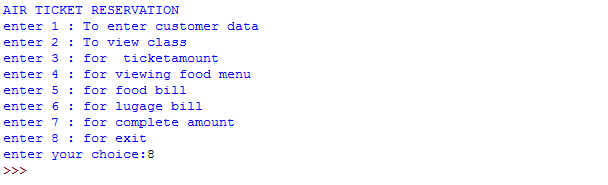 AIR TICKET RESERVATION
enter 1 : To enter customer data
enter 2 : To view class
enter 3 : for  ticketamount
enter 4 : for viewing food menu
enter 5 : for food bill
enter 6 : for lugage bill
enter 7 : for complete amount
enter 8 : for exit
enter your choice:8
>>>